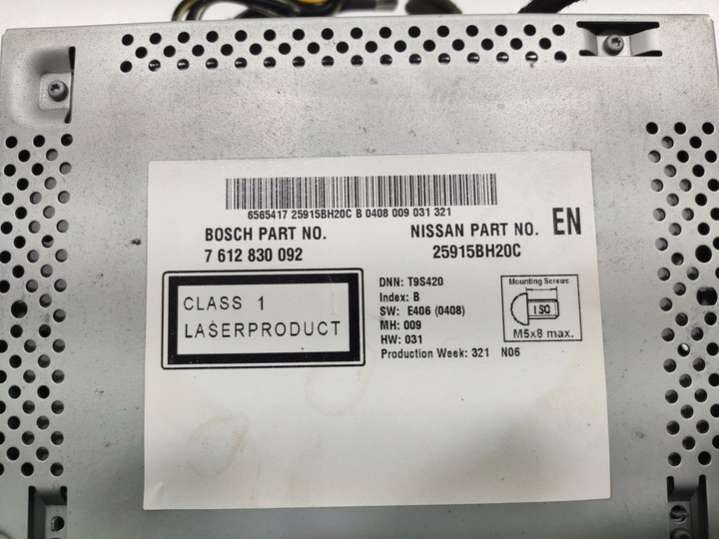 6565417 25915BH20C B 0408 009 031 321
BOSCH PART NO.
7 612 830 092
NISSAN PART NO.
25915BH20C
EN
CLASS 1
LASERPRODUCT
DNN: T9S420
Index: B
SW: E406 (0408)
MH: 009
HW: 031
Production Week: 321 N06
Mounting Screws
ISO
M5x8 max.